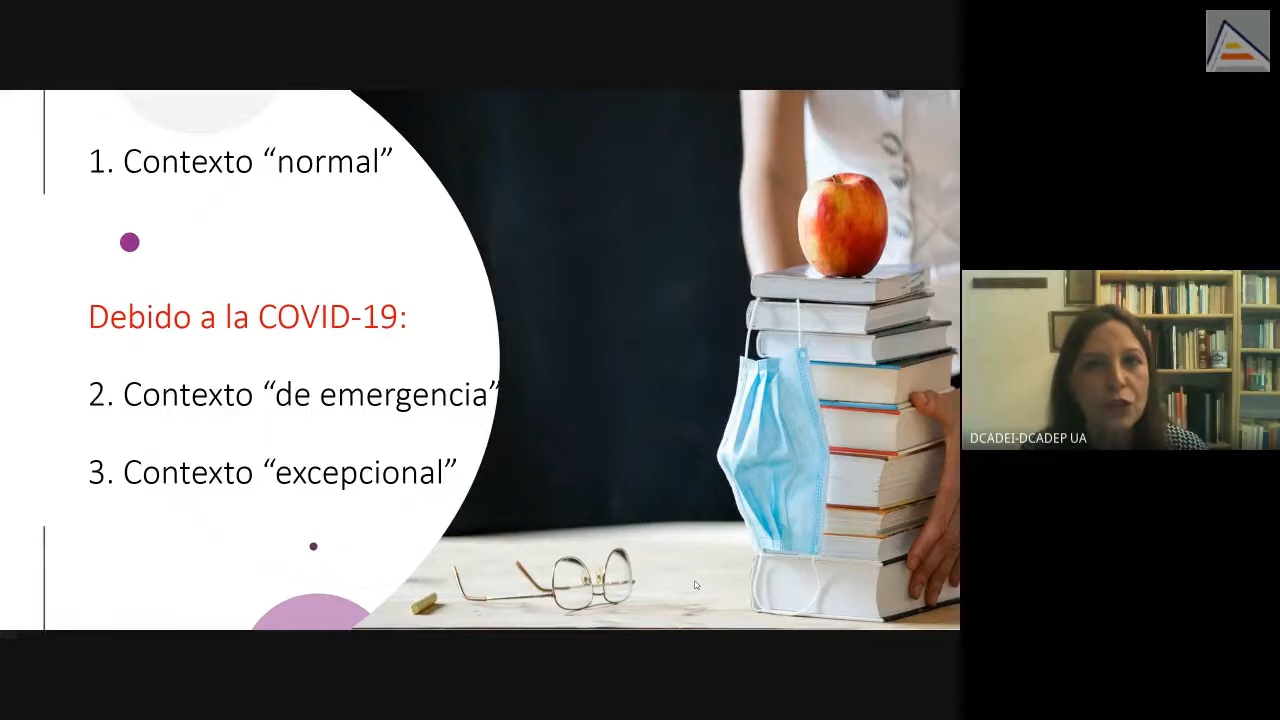 1. Contexto “normal”
Debido a la COVID-19:
2. Contexto “de emergencia”
3. Contexto “excepcional”
DCADEI-DCADEP UA